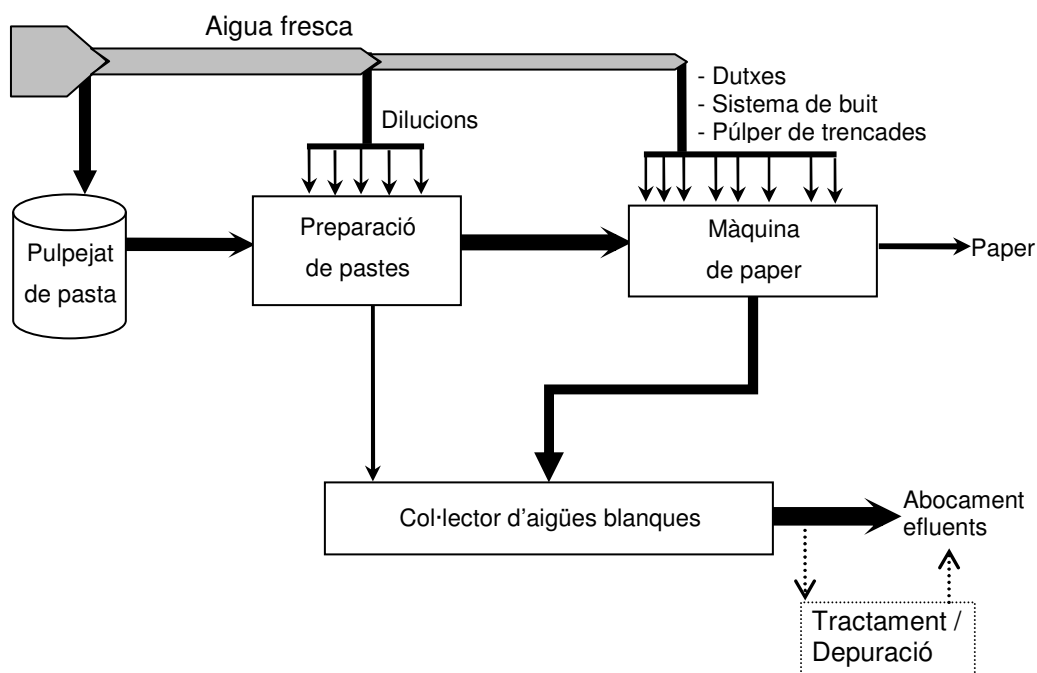 Aigua fresca
- Dutxes
- Sistema de buit
- Púlper de trencades
Dilucions
Pulpejat
de pasta
Preparació
de pastes
Màquina
de paper
Paper
Col·lector d'aigües blanques
Abocament
efluents
Tractament /
Depuració